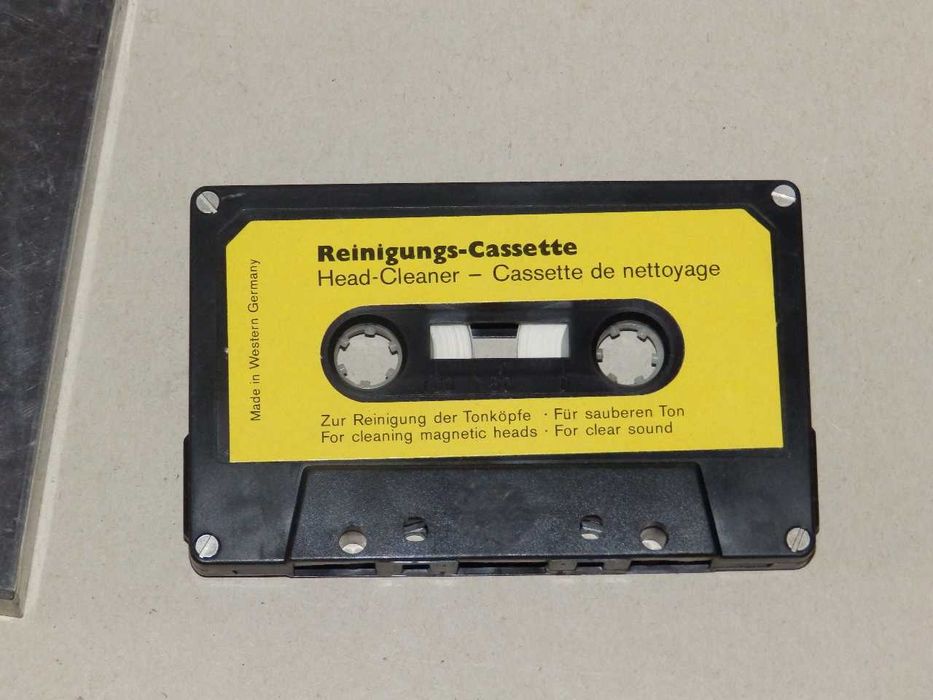 Reinigungs-Cassette
Head-Cleaner – Cassette de nettoyage
Made in Western Germany
Zur Reinigung der Tonköpfe · Für sauberen Ton
For cleaning magnetic heads · For clear sound